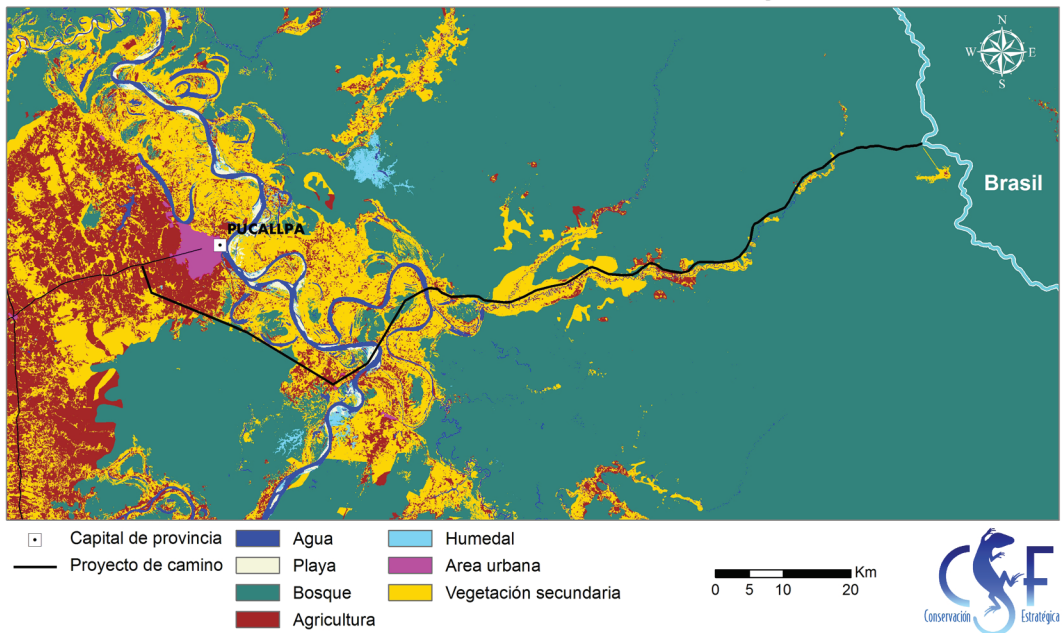 N
W
E
S
Brasil
PUCALLPA
Capital de provincia
Proyecto de camino
Agua
Playa
Bosque
Agricultura
Humedal
Area urbana
Vegetación secundaria
Km
0 5 10 20
CSF
Conservación Estratégica